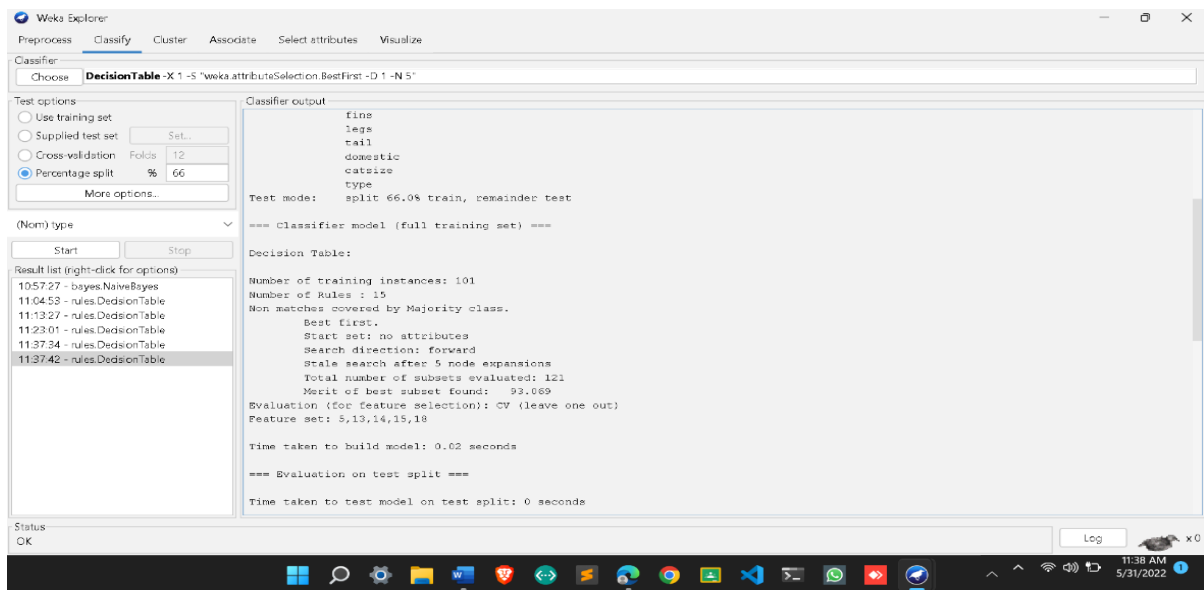 Weka Explorer
Preprocess Classify Cluster Associate Select attributes Visualize
Classifier
Choose DecisionTable -X 1 -S "weka.attributeSelection.BestFirst -D 1 -N 5"
Test options
Use training set
Supplied test set Set...
Cross-validation Folds 12
Percentage split % 66
More options...
(Nom) type
Start Stop
Result list (right-click for options)
10:57:27 - bayes.NaiveBayes
11:04:53 - rules.DecisionTable
11:13:27 - rules.DecisionTable
11:23:01 - rules.DecisionTable
11:37:34 - rules.DecisionTable
11:37:42 - rules.DecisionTable
Classifier output
fins
legs
tail
domestic
catsize
type
Test mode: split 66.0% train, remainder test
=== Classifier model (full training set) ===
Decision Table:
Number of training instances: 101
Number of Rules : 15
Non matches covered by Majority class.
Best first.
Start set: no attributes
Search direction: forward
Stale search after 5 node expansions
Total number of subsets evaluated: 121
Merit of best subset found: 93.069
Evaluation (for feature selection): CV (leave one out)
Feature set: 5,13,14,15,18
Time taken to build model: 0.02 seconds
=== Evaluation on test split ===
Time taken to test model on test split: 0 seconds
Status
OK
Log
x 0
11:38 AM
5/31/2022
1